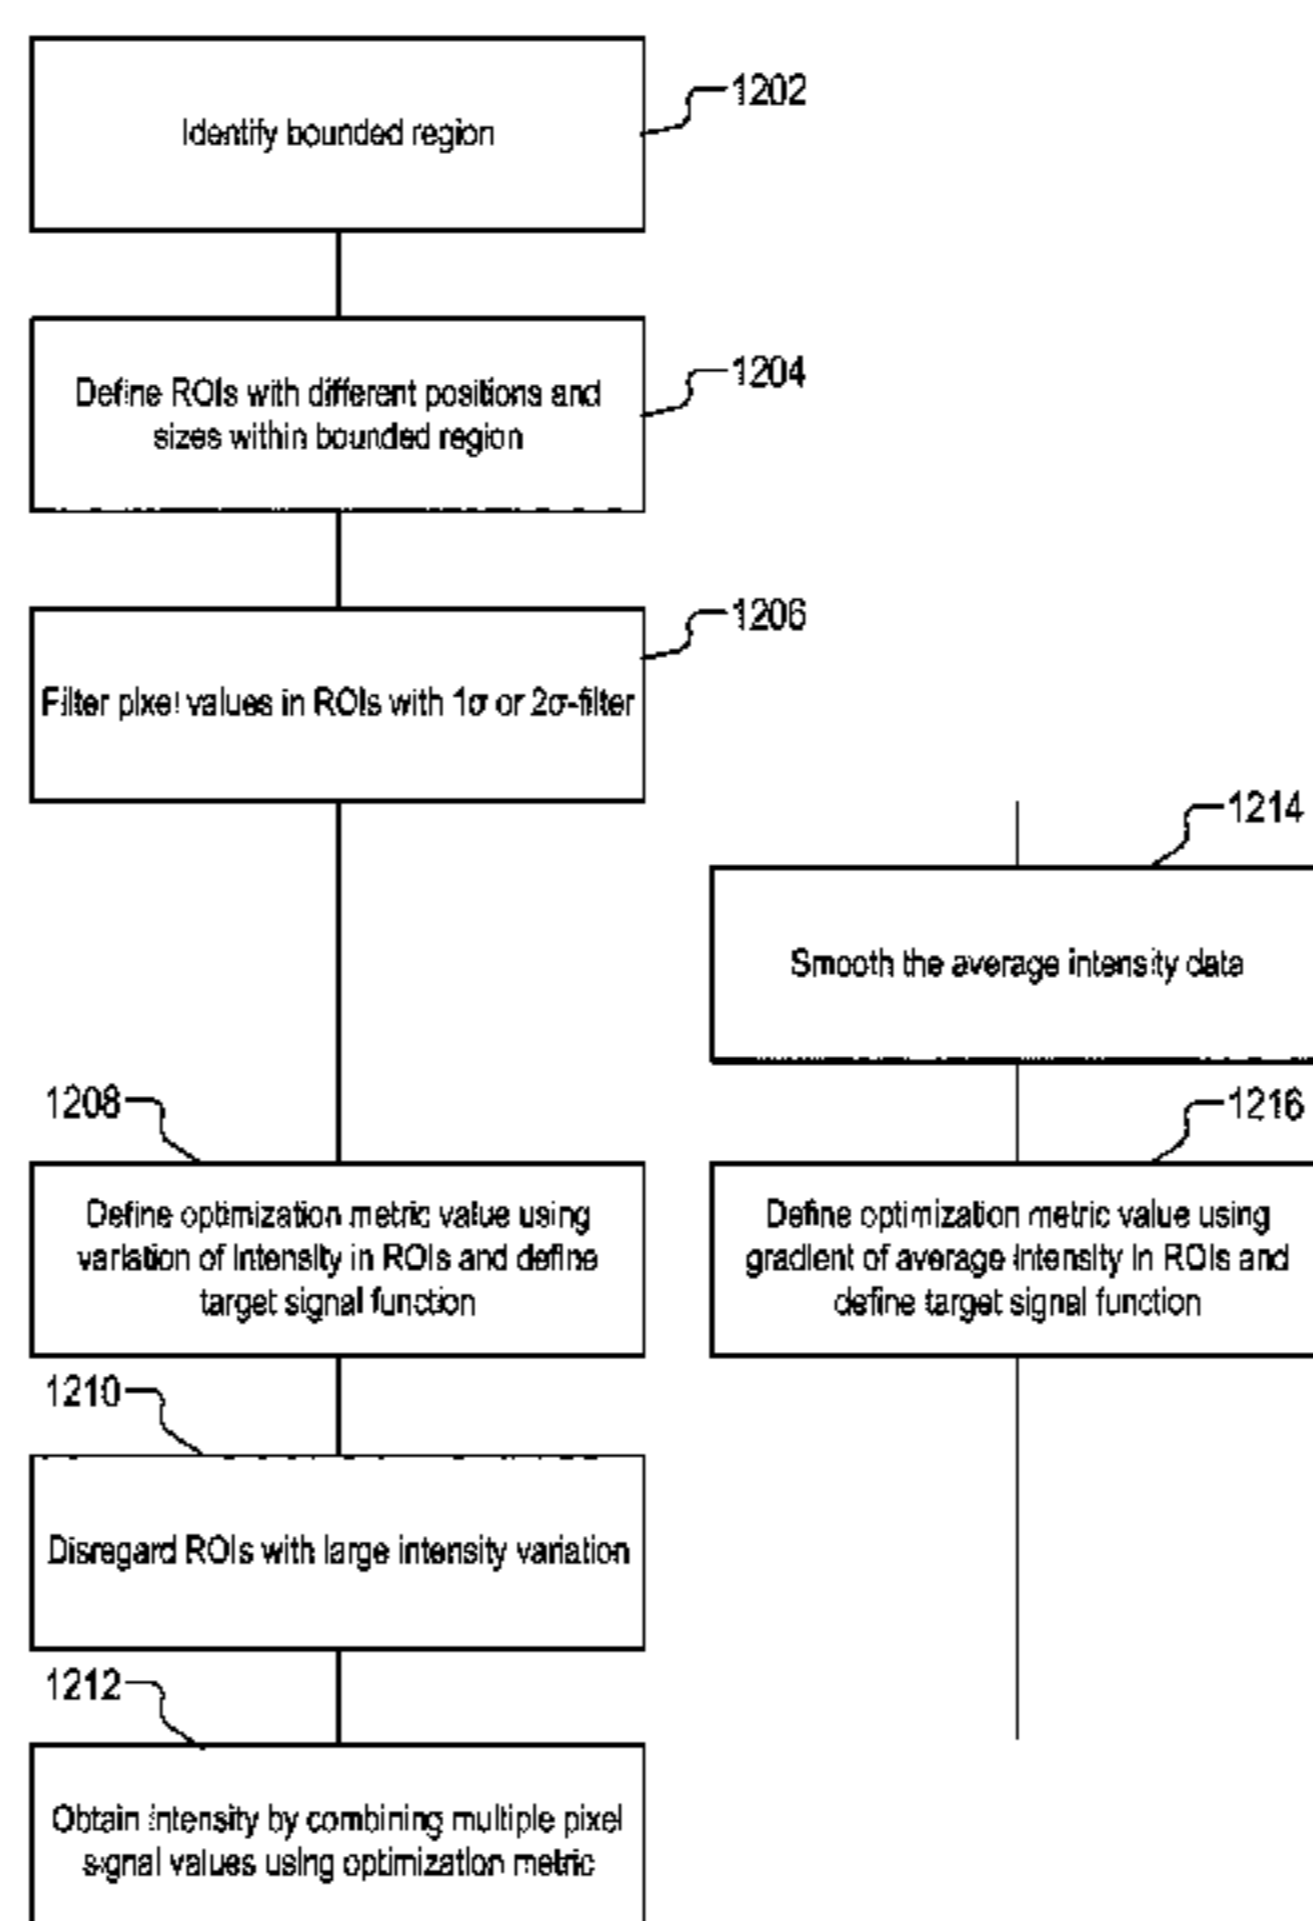 1202
Identify bounded region
1204
Define ROIs with different positions and
sizes within bounded region
1206
Filter pixel values in ROIs with 1σ or 2σ-filter
1214
Smooth the average intensity data
1208
1216
Define optimization metric value using
variation of intensity in ROIs and define
target signal function
Define optimization metric value using
gradient of average intensity in ROIs and
define target signal function
1210
Disregard ROIs with large intensity variation
1212
Obtain intensity by combining multiple pixel
signal values using optimization metric